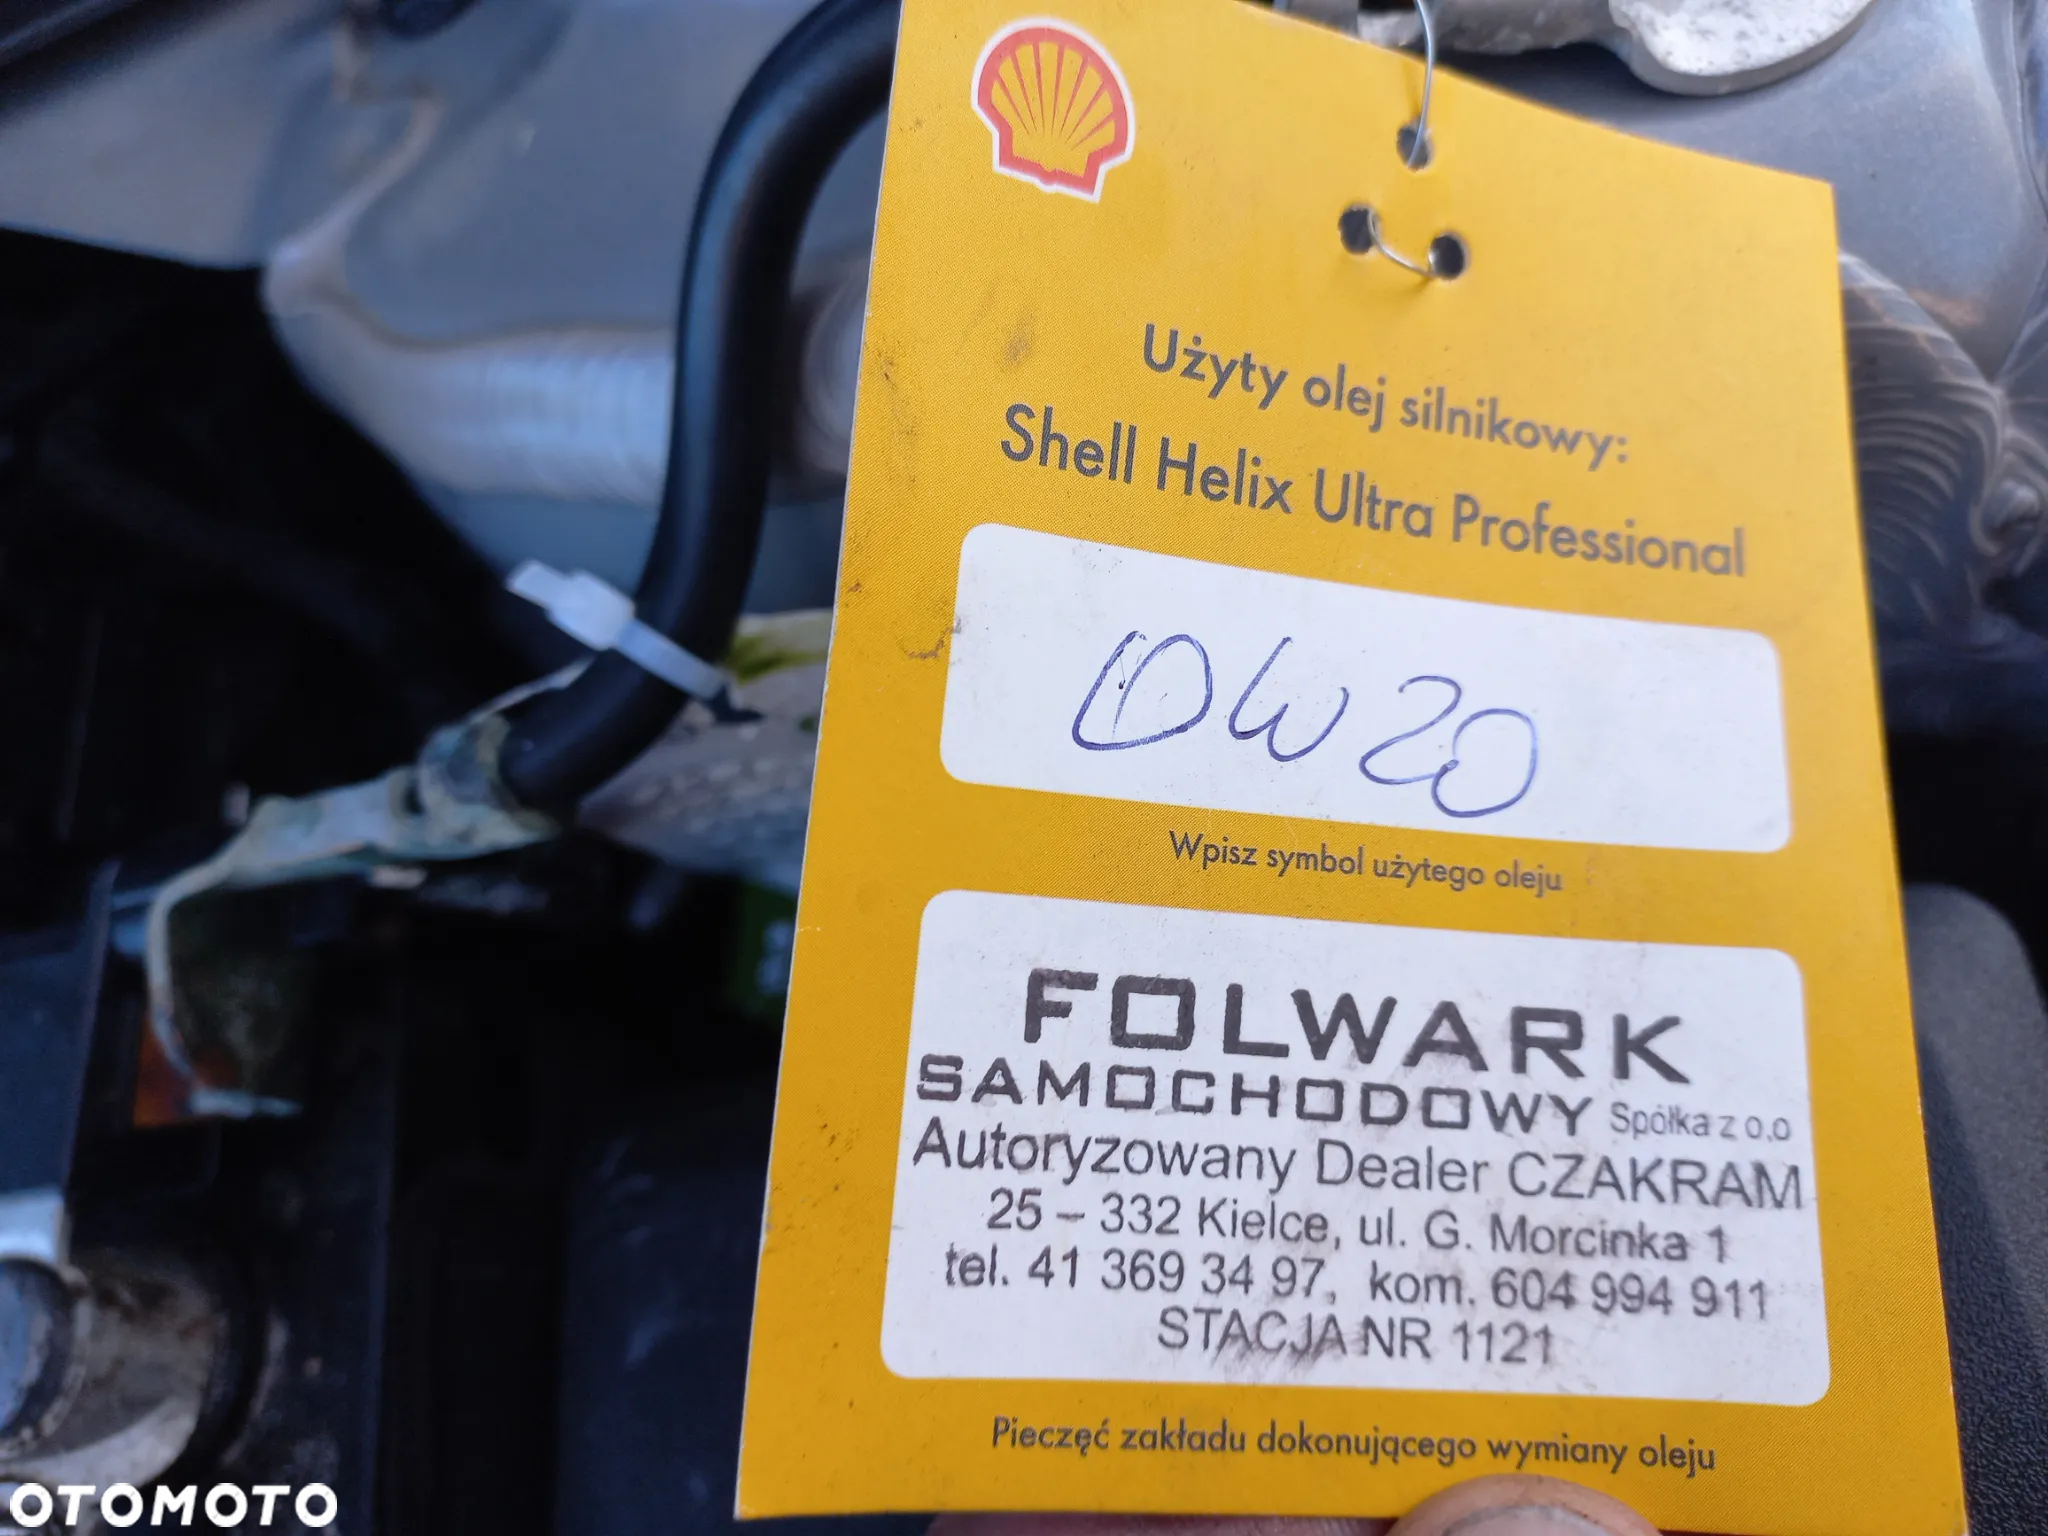 Użyty olej silnikowy:
Shell Helix Ultra Professional
0W20
Wpisz symbol użytego oleju
FOLWARK
SAMOCHODOWY Spółka z o.o
Autoryzowany Dealer CZAKRAM
25 – 332 Kielce, ul. G. Morcinka 1
tel. 41 369 34 97, kom. 604 994 911
STACJA NR 1121
Pieczęć zakładu dokonującego wymiany oleju
OTOMOTO